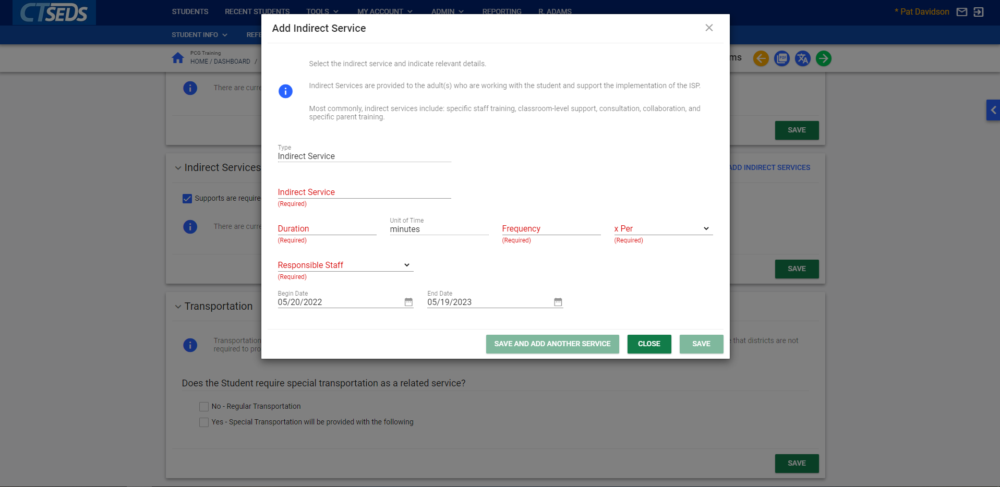 CTSEDS
STUDENTS RECENT STUDENTS TOOLS MY ACCOUNT ADMIN REPORTING R. ADAMS
* Pat Davidson
STUDENT INFO REFE
PCG Training
HOME / DASHBOARD /
ms
PDF
There are curre
SAVE
Indirect Services
ADD INDIRECT SERVICES
Supports are require
There are curre
SAVE
Transportation
Transportation
e that districts are not
required to pro
Does the Student require special transportation as a related service?
No - Regular Transportation
Yes - Special Transportation will be provided with the following
SAVE
Add Indirect Service
Select the indirect service and indicate relevant details.
Indirect Services are provided to the adult(s) who are working with the student and support the implementation of the ISP.
Most commonly, indirect services include: specific staff training, classroom-level support, consultation, collaboration, and
specific parent training.
Type
Indirect Service
Indirect Service
(Required)
Duration
(Required)
Unit of Time
minutes
Frequency
(Required)
x Per
(Required)
Responsible Staff
(Required)
Begin Date
05/20/2022
End Date
05/19/2023
SAVE AND ADD ANOTHER SERVICE CLOSE SAVE